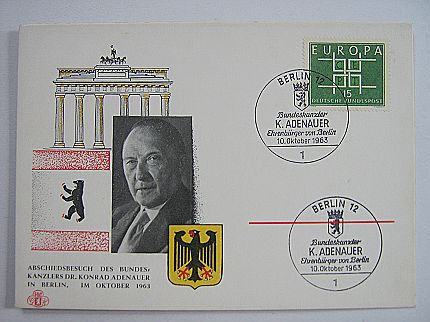 EUROPA
15
DEUTSCHE BUNDESPOST
BERLIN 12
Bundeskanzler
K. ADENAUER
Ehrenbürger von Berlin
10. Oktober 1963
1
BERLIN 12
Bundeskanzler
K. ADENAUER
Ehrenbürger von Berlin
10. Oktober 1963
1
ABSCHIEDSBESUCH DES BUNDES-
KANZLERS DR. KONRAD ADENAUER
IN BERLIN, IM OKTOBER 1963